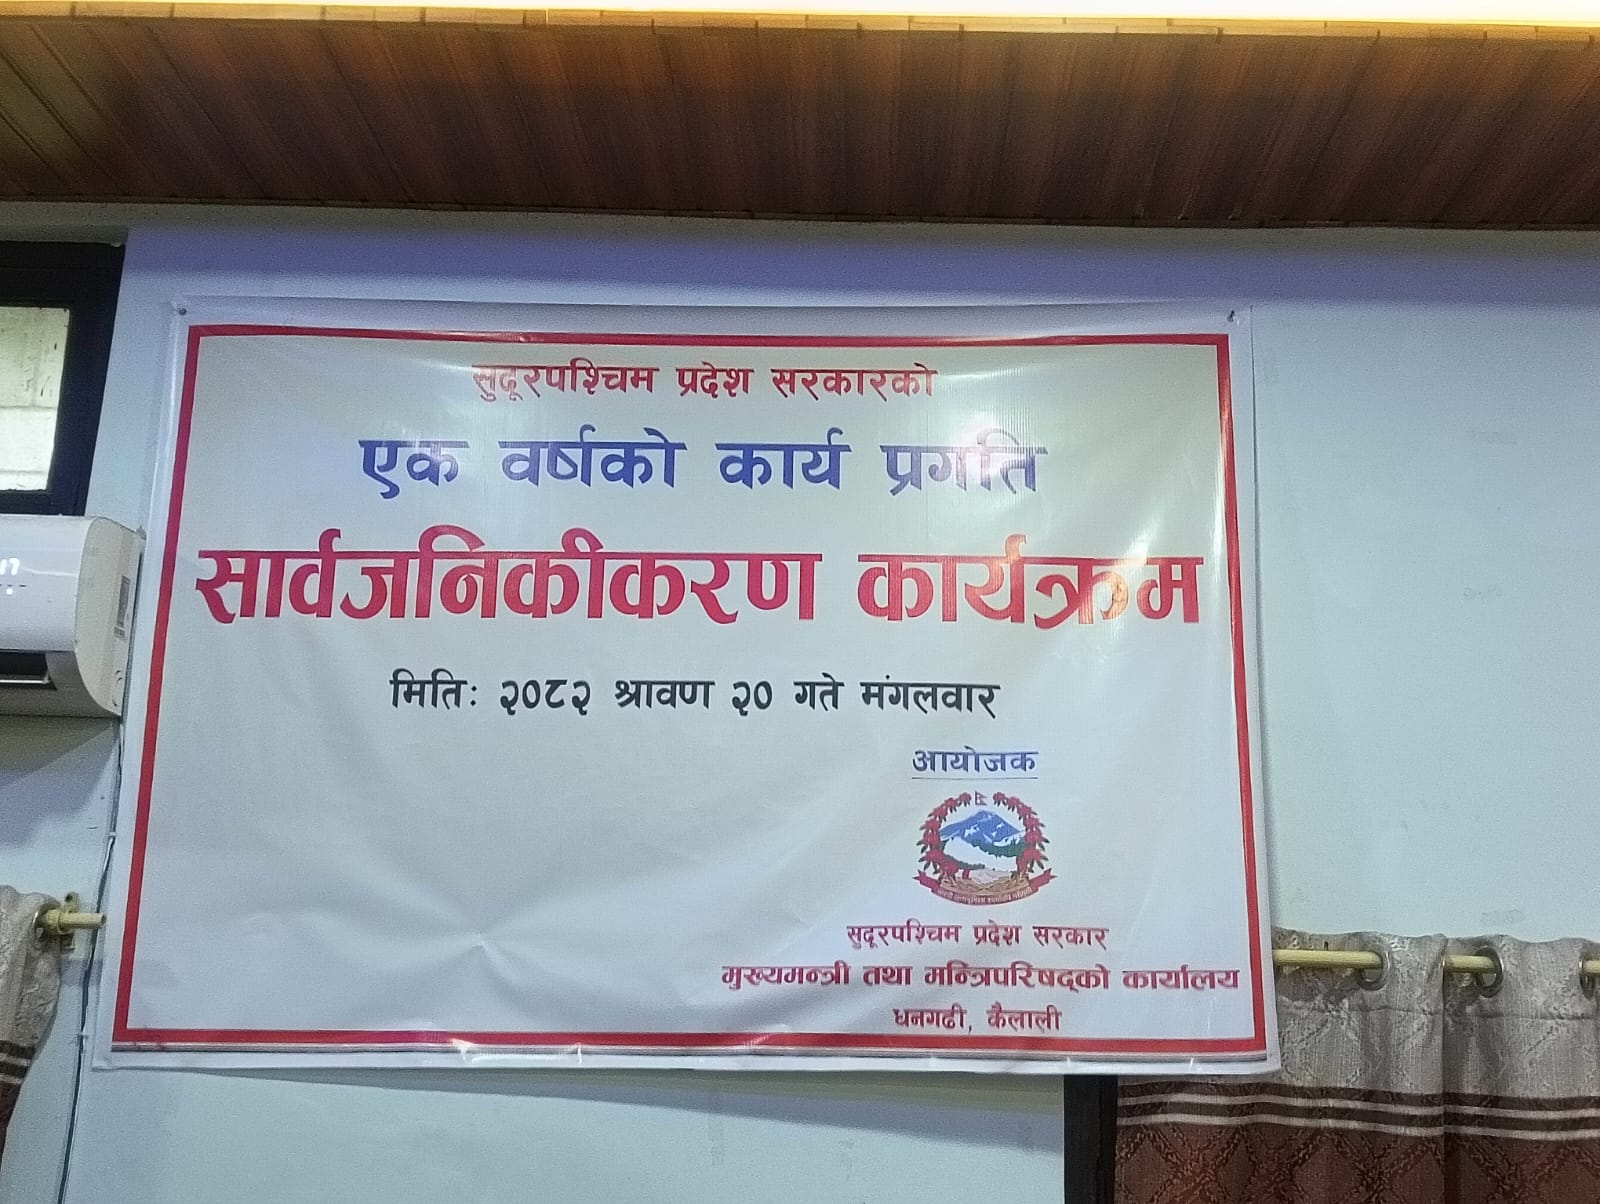 सुदूरपश्चिम प्रदेश सरकारको
एक वर्षको कार्य प्रगति
सार्वजनिकीकरण कार्यक्रम
मितिः २०८२ श्रावण २० गते मंगलवार
आयोजक
सुदूरपश्चिम प्रदेश सरकार
मुख्यमन्त्री तथा मन्त्रिपरिषद्को कार्यालय
धनगढी, कैलाली